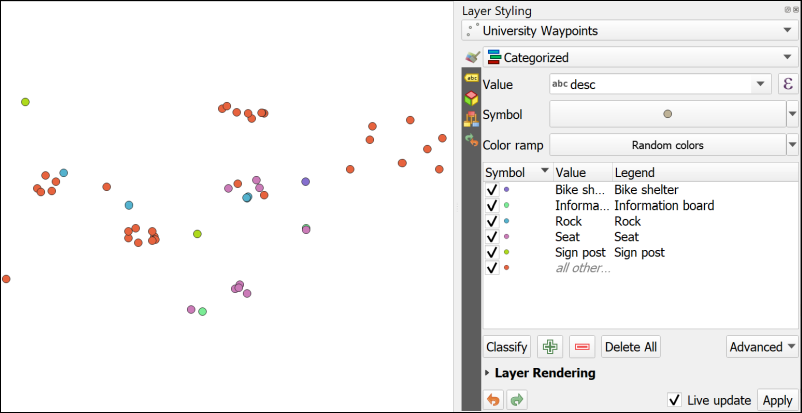 Layer Styling
University Waypoints
Categorized
abc
Value abc desc ε
Symbol
Color ramp Random colors
Symbol Value Legend
Bike sh... Bike shelter
Informa... Information board
Rock Rock
Seat Seat
Sign post Sign post
all other...
Classify Delete All Advanced
Layer Rendering
Live update Apply